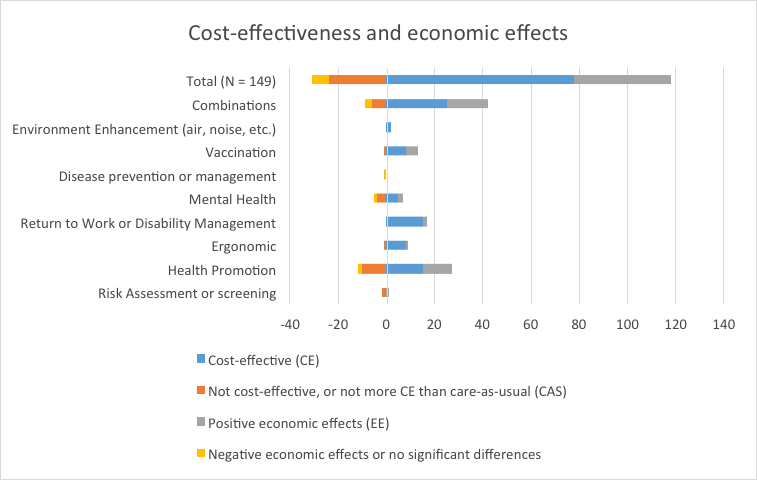 Cost-effectiveness and economic effects
Total (N = 149)
Combinations
Environment Enhancement (air, noise, etc.)
Vaccination
Disease prevention or management
Mental Health
Return to Work or Disability Management
Ergonomic
Health Promotion
Risk Assessment or screening
-40 -20 0 20 40 60 80 100 120 140
Cost-effective (CE)
Not cost-effective, or not more CE than care-as-usual (CAS)
Positive economic effects (EE)
Negative economic effects or no significant differences